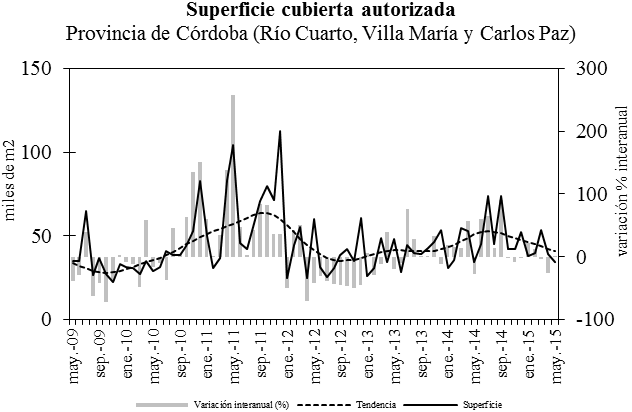 Superficie cubierta autorizada
Provincia de Córdoba (Río Cuarto, Villa María y Carlos Paz)
150
100
50
0
miles de m2
300
200
100
0
-100
variación % interanual
may.-09
sep.-09
ene.-10
may.-10
sep.-10
ene.-11
may.-11
sep.-11
ene.-12
may.-12
sep.-12
ene.-13
may.-13
sep.-13
ene.-14
may.-14
sep.-14
ene.-15
may.-15
Variación interanual (%) Tendencia Superficie